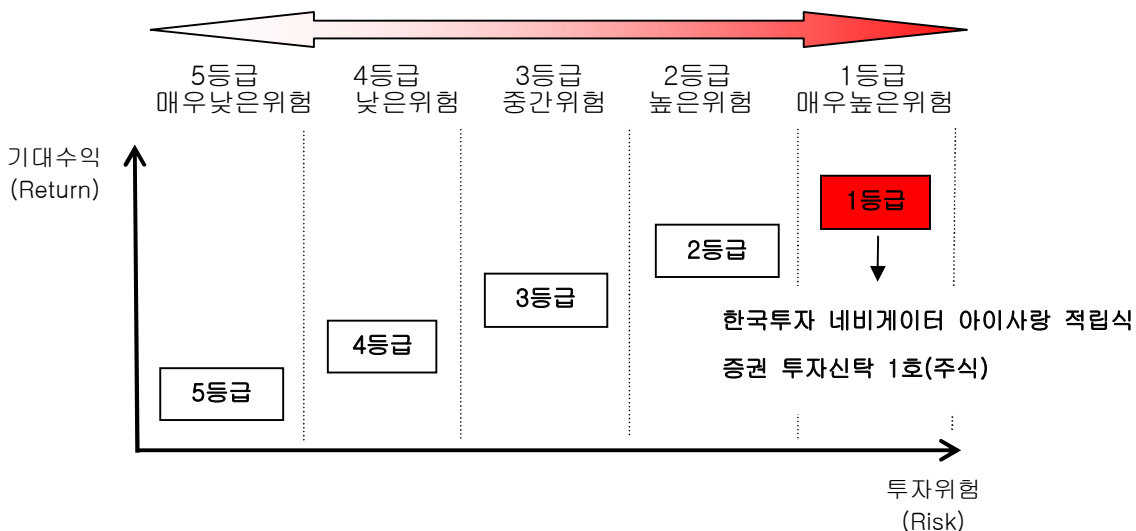 5등급
매우낮은위험
4등급
낮은위험
3등급
중간위험
2등급
높은위험
1등급
매우높은위험
기대수익
(Return)
1등급
2등급
3등급
4등급
5등급
한국투자 네비게이터 아이사랑 적립식
증권 투자신탁 1호(주식)
투자위험
(Risk)